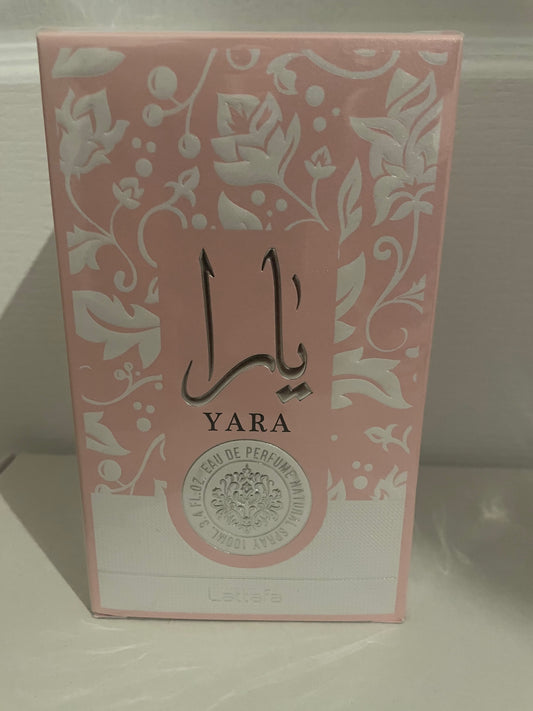 يارا
YARA
EAU DE PERFUME NATURAL SPRAY 100ML. 3.4 FL.OZ.
Lattafa